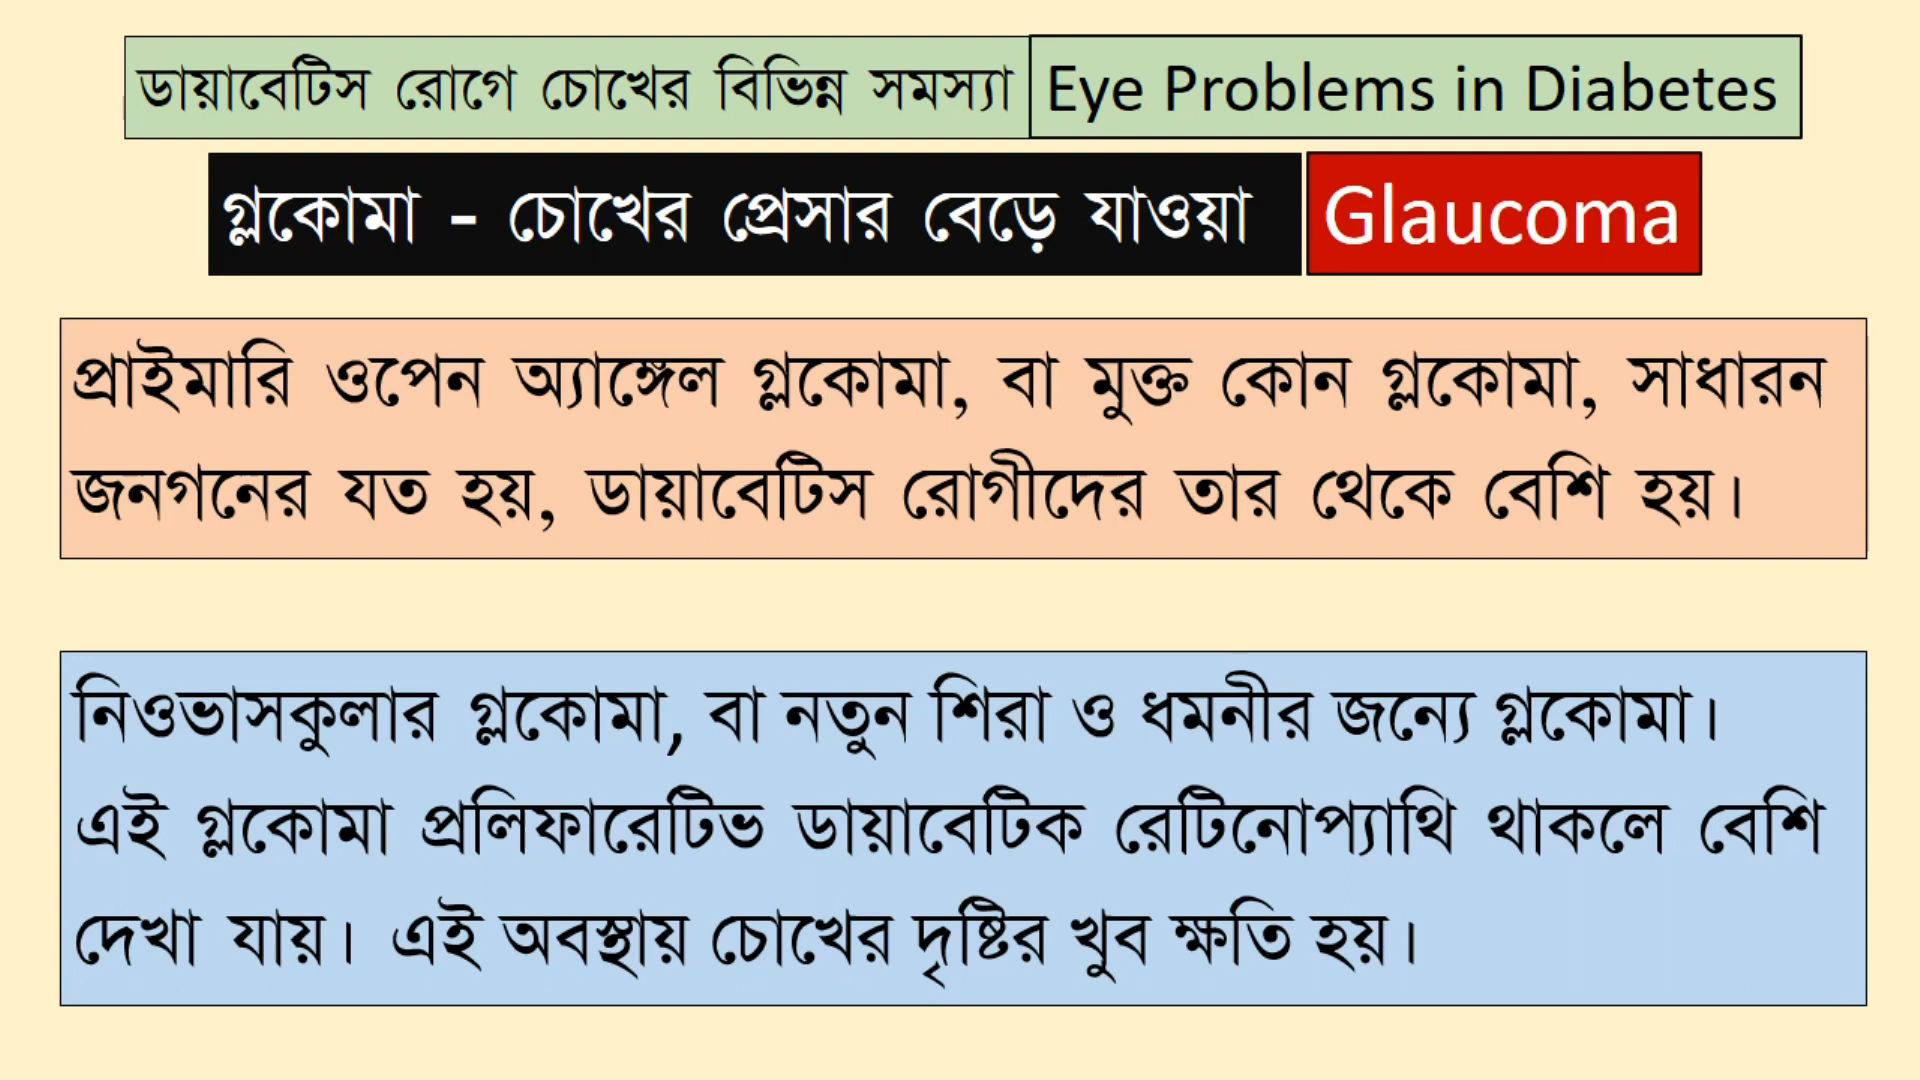 ডায়াবেটিস রোগে চোখের বিভিন্ন সমস্যা Eye Problems in Diabetes
গ্লকোমা - চোখের প্রেসার বেড়ে যাওয়া Glaucoma
প্রাইমারি ওপেন অ্যাঙ্গেল গ্লকোমা, বা মুক্ত কোন গ্লকোমা, সাধারন
জনগনের যত হয়, ডায়াবেটিস রোগীদের তার থেকে বেশি হয়।
নিওভাসকুলার গ্লকোমা, বা নতুন শিরা ও ধমনীর জন্যে গ্লকোমা।
এই গ্লকোমা প্রলিফারেটিভ ডায়াবেটিক রেটিনোপ্যাথি থাকলে বেশি
দেখা যায়। এই অবস্থায় চোখের দৃষ্টির খুব ক্ষতি হয়।